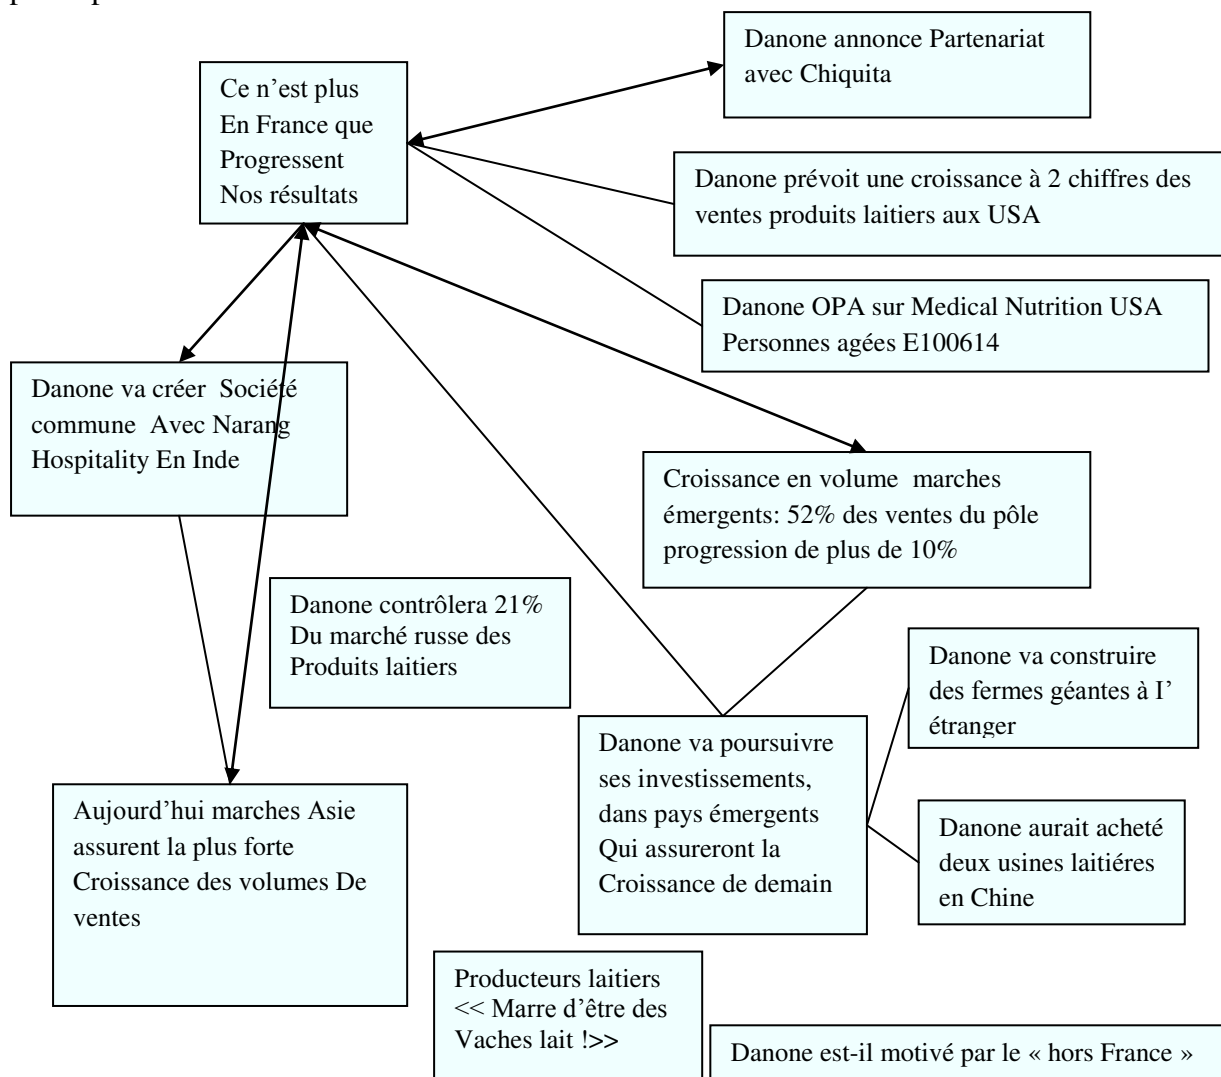 Danone annonce Partenariat
avec Chiquita
Ce n’est plus
En France que
Progressent
Nos résultats
Danone prévoit une croissance à 2 chiffres des
ventes produits laitiers aux USA
Danone OPA sur Medical Nutrition USA
Personnes agées E100614
Danone va créer Société
commune Avec Narang
Hospitality En Inde
Croissance en volume marches
émergents: 52% des ventes du pôle
progression de plus de 10%
Danone contrôlera 21%
Du marché russe des
Produits laitiers
Danone va construire
des fermes géantes à I’
étranger
Danone va poursuivre
ses investissements,
dans pays émergents
Qui assureront la
Croissance de demain
Aujourd’hui marches Asie
assurent la plus forte
Croissance des volumes De
ventes
Danone aurait acheté
deux usines laitiéres
en Chine
Producteurs laitiers
<< Marre d’être des
Vaches lait !>>
Danone est-il motivé par le « hors France »